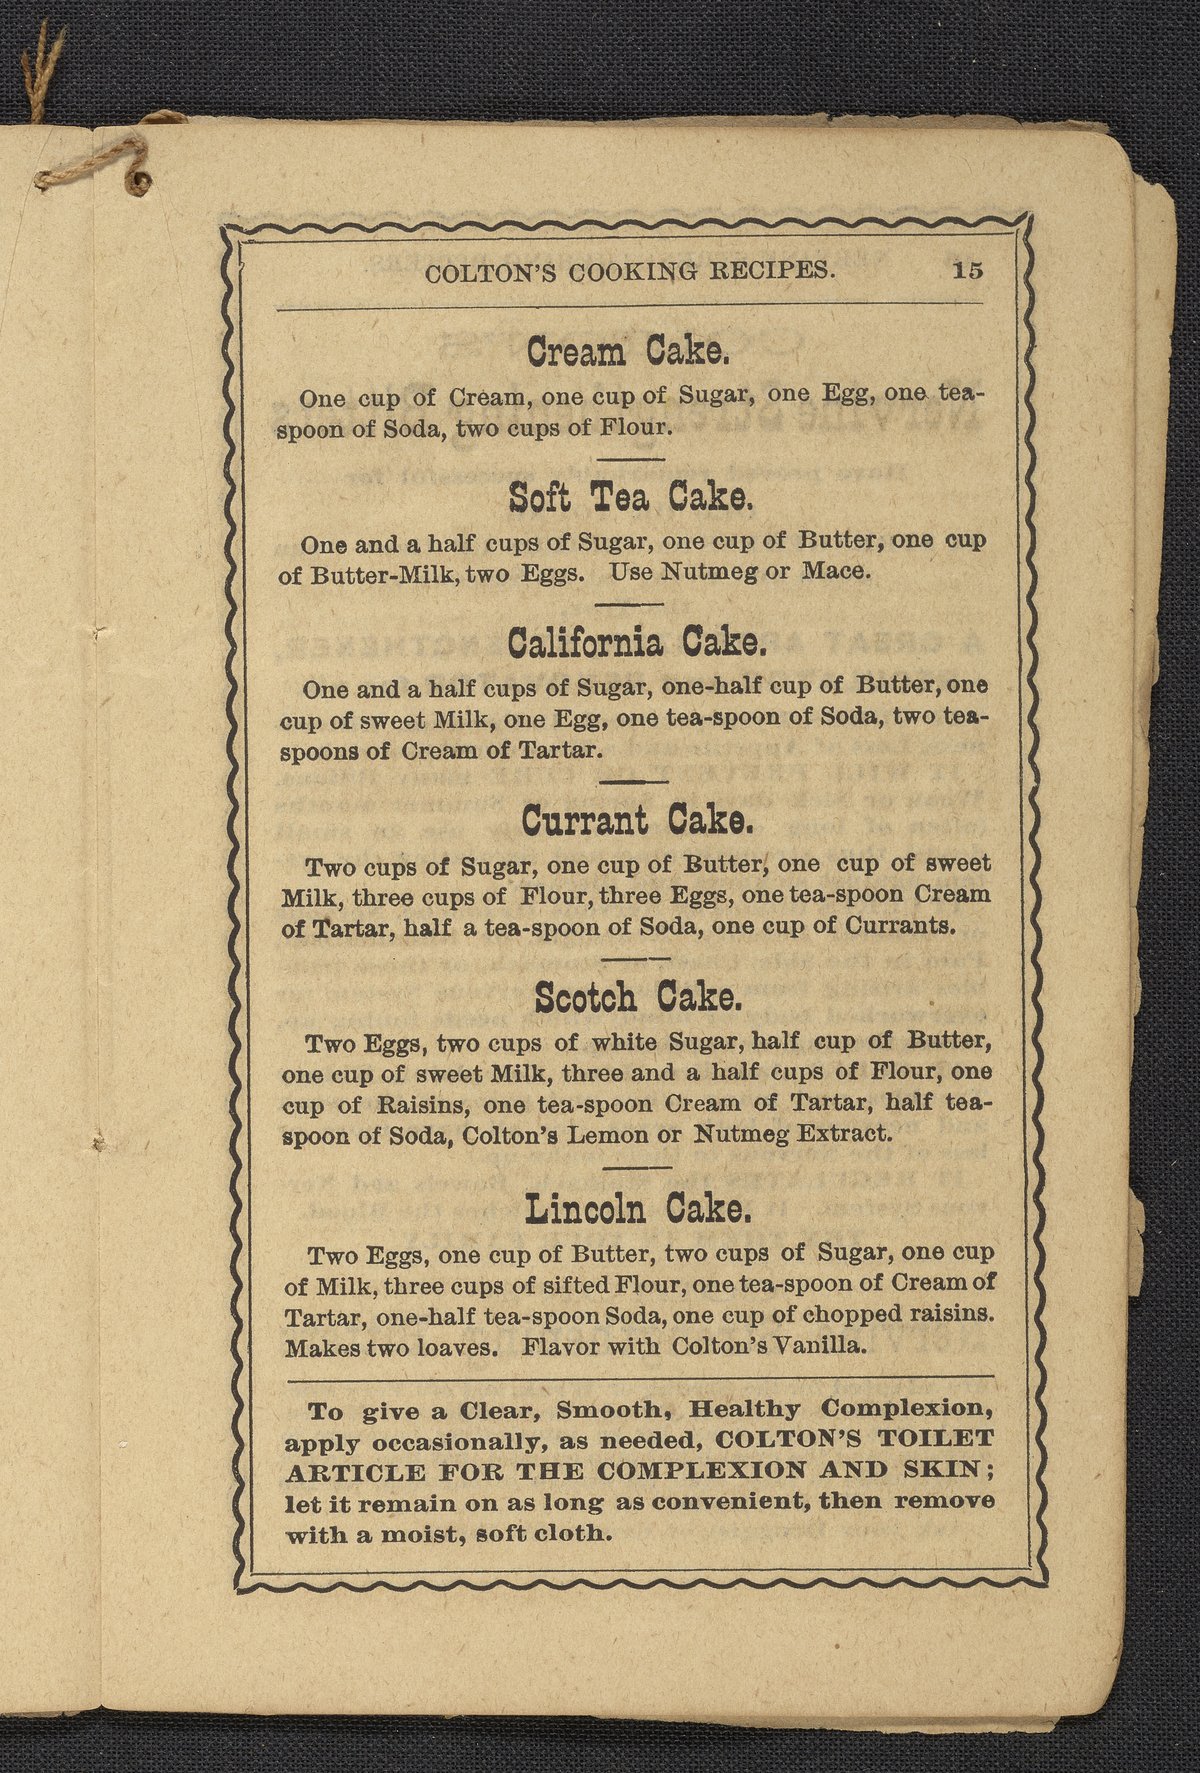 COLTON'S COOKING RECIPES. 15
Cream Cake.
One cup of Cream, one cup of Sugar, one Egg, one tea-
spoon of Soda, two cups of Flour.
Soft Tea Cake.
One and a half cups of Sugar, one cup of Butter, one cup
of Butter-Milk, two Eggs. Use Nutmeg or Mace.
California Cake.
One and a half cups of Sugar, one-half cup of Butter, one
cup of sweet Milk, one Egg, one tea-spoon of Soda, two tea-
spoons of Cream of Tartar.
Currant Cake.
Two cups of Sugar, one cup of Butter, one cup of sweet
Milk, three cups of Flour, three Eggs, one tea-spoon Cream
of Tartar, half a tea-spoon of Soda, one cup of Currants.
Scotch Cake.
Two Eggs, two cups of white Sugar, half cup of Butter,
one cup of sweet Milk, three and a half cups of Flour, one
cup of Raisins, one tea-spoon Cream of Tartar, half tea-
spoon of Soda, Colton's Lemon or Nutmeg Extract.
Lincoln Cake.
Two Eggs, one cup of Butter, two cups of Sugar, one cup
of Milk, three cups of sifted Flour, one tea-spoon of Cream of
Tartar, one-half tea-spoon Soda, one cup of chopped raisins.
Makes two loaves. Flavor with Colton's Vanilla.
To give a Clear, Smooth, Healthy Complexion,
apply occasionally, as needed, COLTON'S TOILET
ARTICLE FOR THE COMPLEXION AND SKIN;
let it remain on as long as convenient, then remove
with a moist, soft cloth.